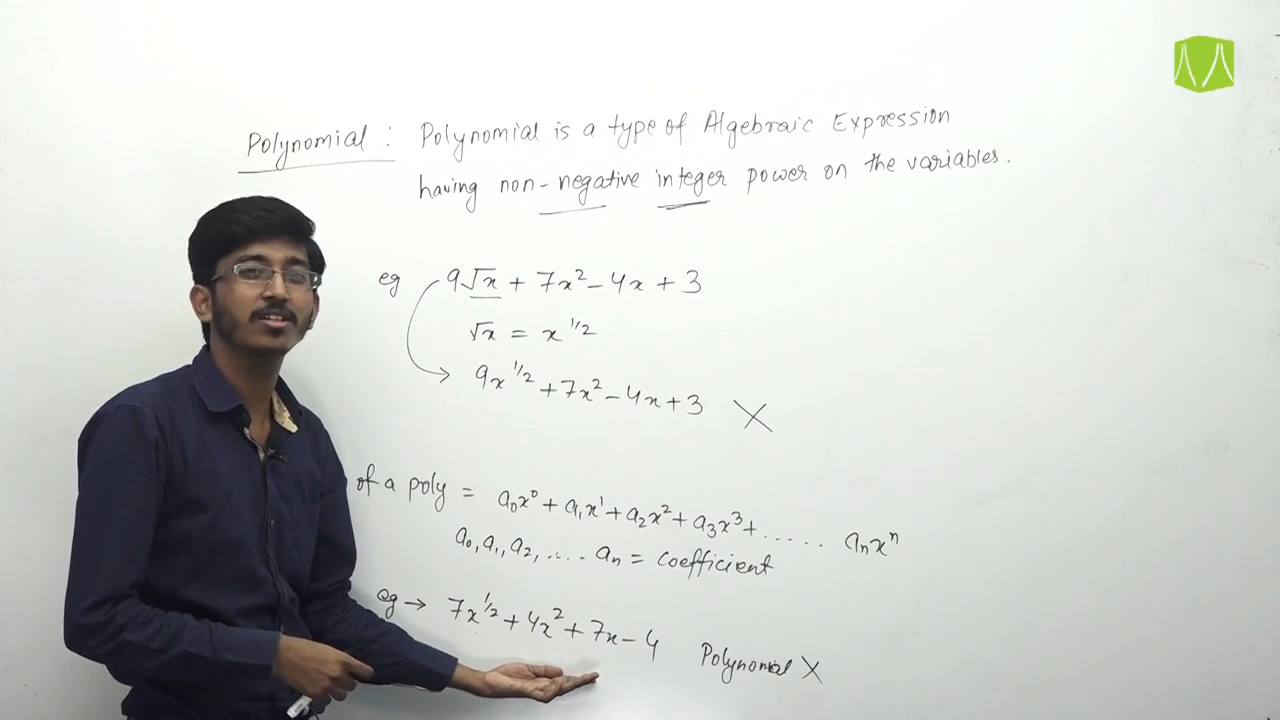 Polynomial : Polynomial is a type of Algebraic Expression
having non-negative integer power on the variables.
eg 9√x + 7x² - 4x + 3
√x = x^1/2
9x^1/2 + 7x² - 4x + 3 X
of a poly = a₀x⁰ + a₁x¹ + a₂x² + a₃x³ + ...... aₙxⁿ
a₀, a₁, a₂, .... aₙ = coefficient
eg → 7x^1/2 + 4x² + 7x - 4 Polynomial X